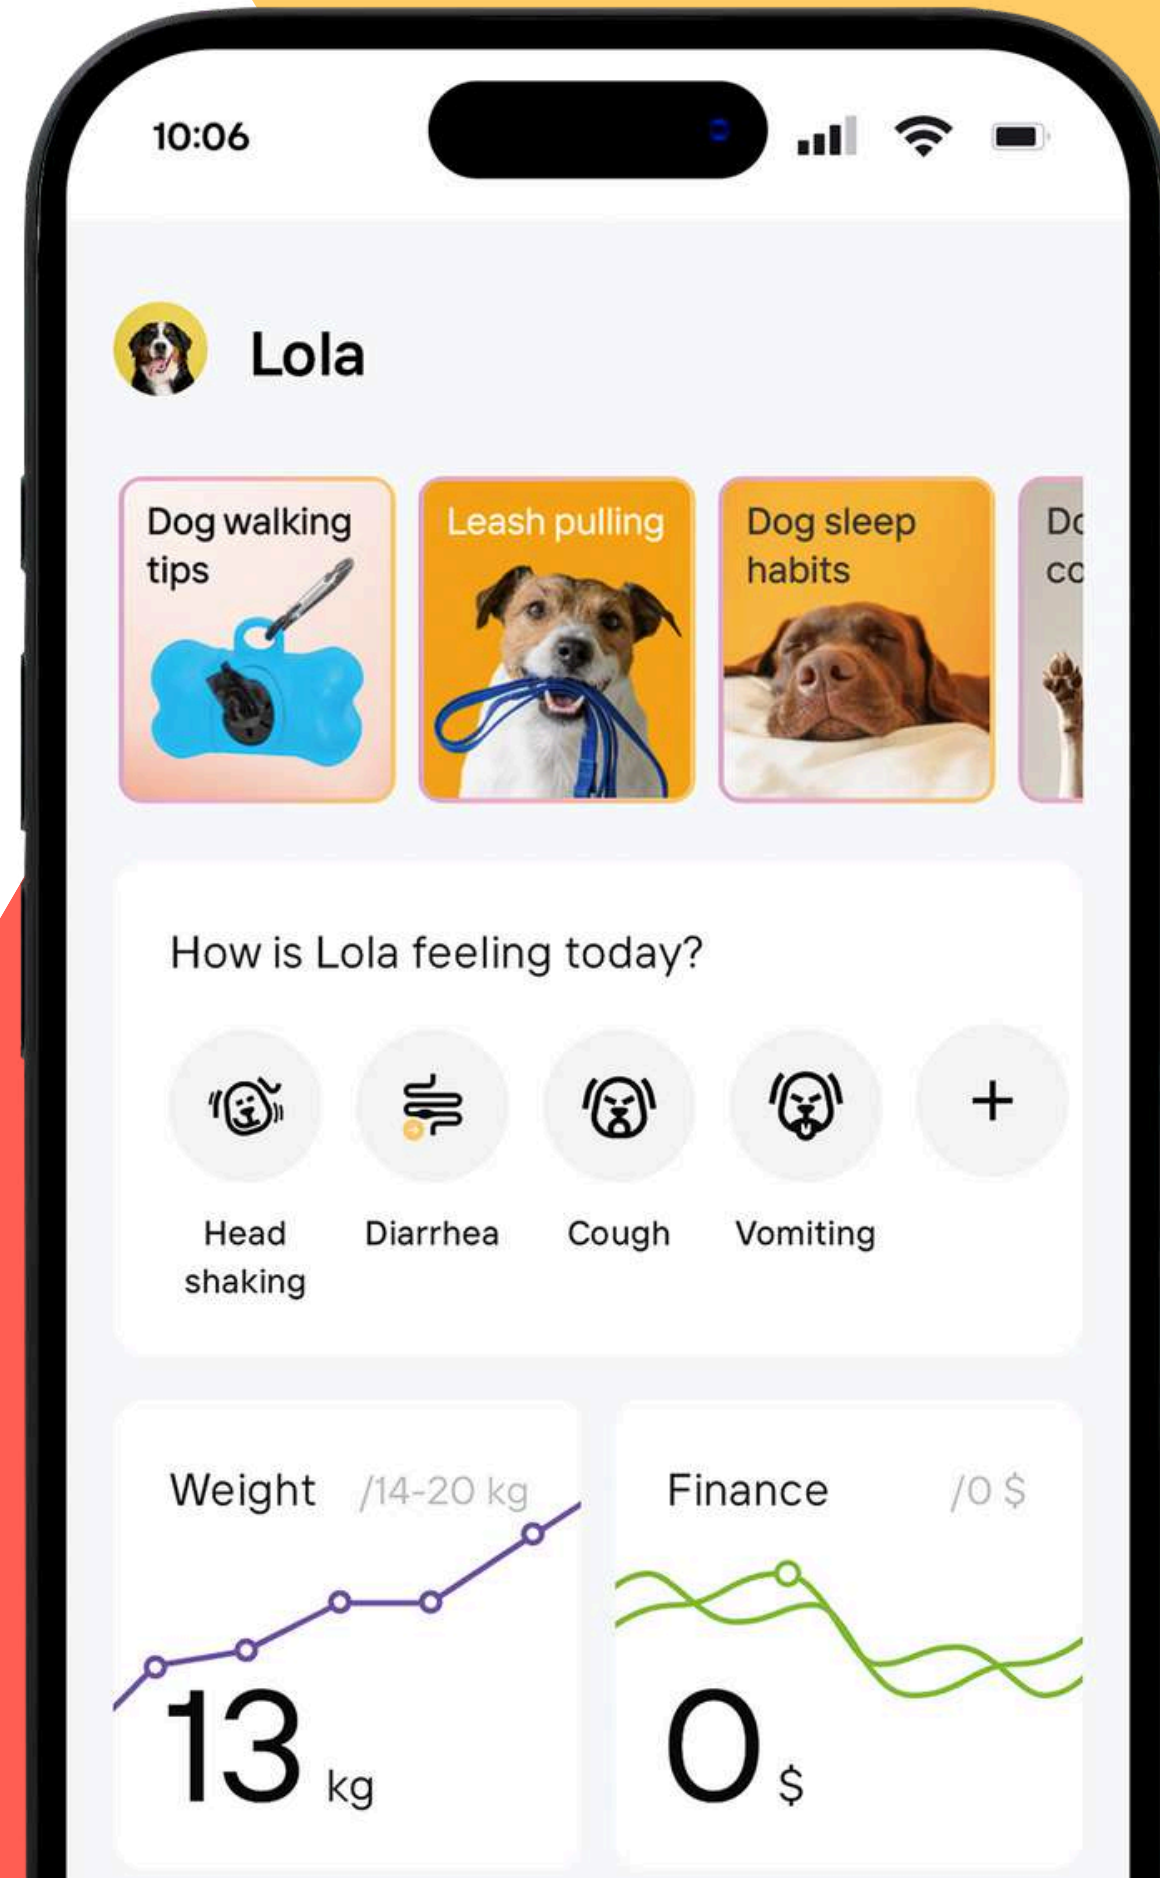 10:06
Lola
Dog walking
tips
Leash pulling
Dog sleep
habits
How is Lola feeling today?
Head
shaking
Diarrhea
Cough
Vomiting
+
Weight /14-20 kg
13 kg
Finance /0 $
0 $